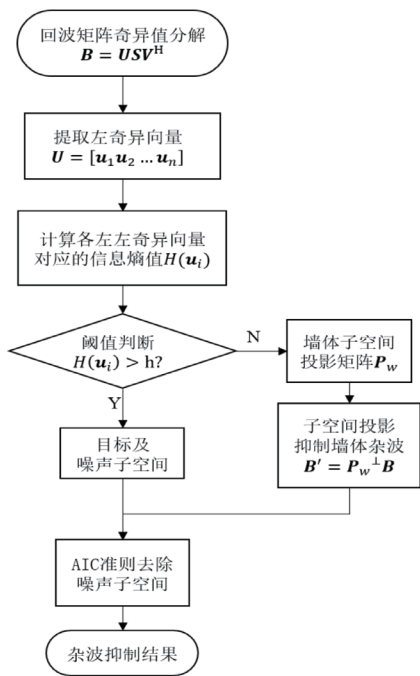 回波矩阵奇异值分解
B = USV^H
提取左奇异向量
U = [u₁u₂ … uₙ]
计算各左左奇异向量
对应的信息熵值H(uᵢ)
阈值判断
H(uᵢ) > h?
N
墙体子空间
投影矩阵P_w
Y
目标及
噪声子空间
子空间投影
抑制墙体杂波
B′ = P_w^⊥B
AIC准则去除
噪声子空间
杂波抑制结果